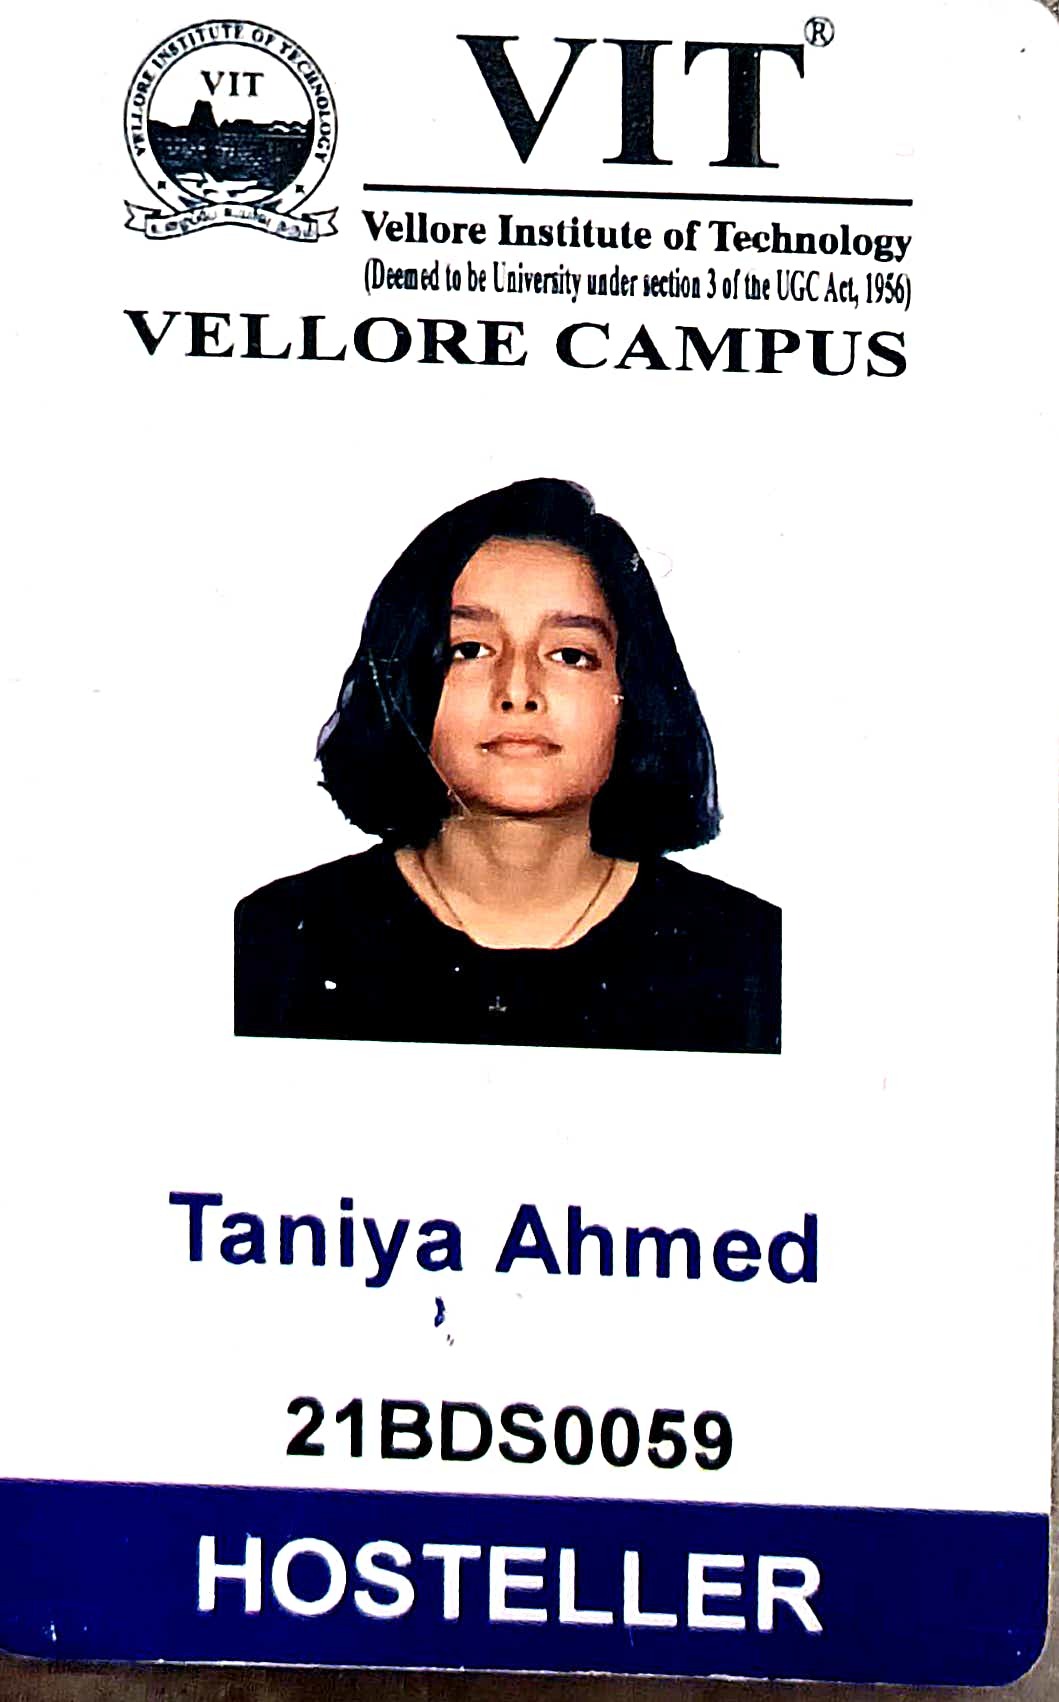 VELLORE INSTITUTE OF TECHNOLOGY
VIT
VIT®
Vellore Institute of Technology
(Deemed to be University under section 3 of the UGC Act, 1956)
VELLORE CAMPUS
Taniya Ahmed
21BDS0059
HOSTELLER